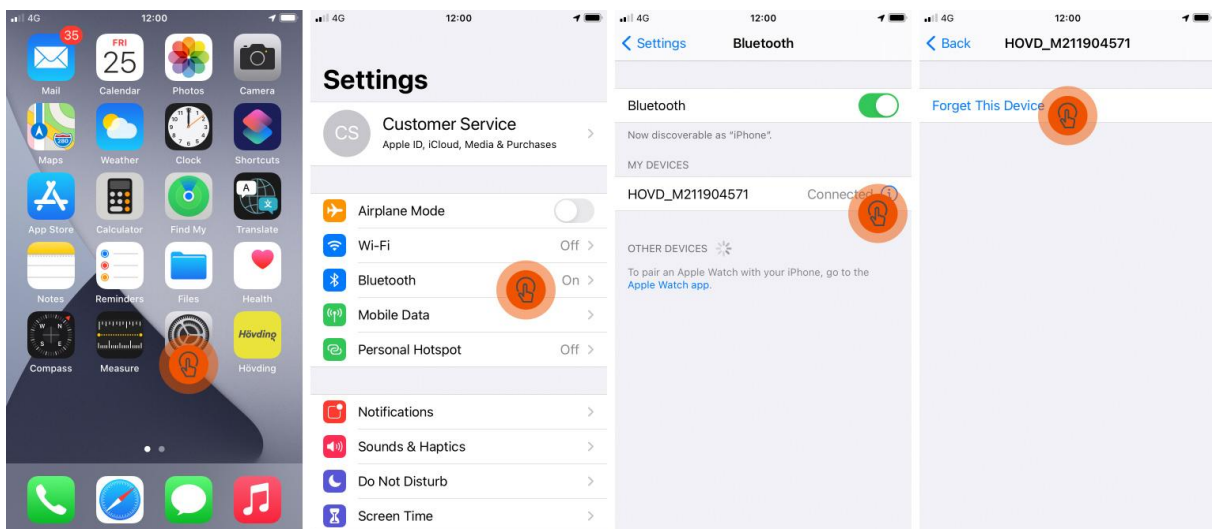 4G 12:00
35
FRI
25
Mail Calendar Photos Camera
280
Maps Weather Clock Shortcuts
A 文
App Store Calculator Find My Translate
Notes Reminders Files Health
W N
S E
Hövding
Compass Measure Hövding
4G 12:00
Settings
CS
Customer Service
Apple ID, iCloud, Media & Purchases
Airplane Mode
Wi-Fi Off
Bluetooth On
Mobile Data
Personal Hotspot Off
Notifications
Sounds & Haptics
Do Not Disturb
Screen Time
4G 12:00
Settings Bluetooth
Bluetooth
Now discoverable as “iPhone”.
MY DEVICES
HOVD_M211904571 Connected
OTHER DEVICES
To pair an Apple Watch with your iPhone, go to the
Apple Watch app.
4G 12:00
Back HOVD_M211904571
Forget This Device